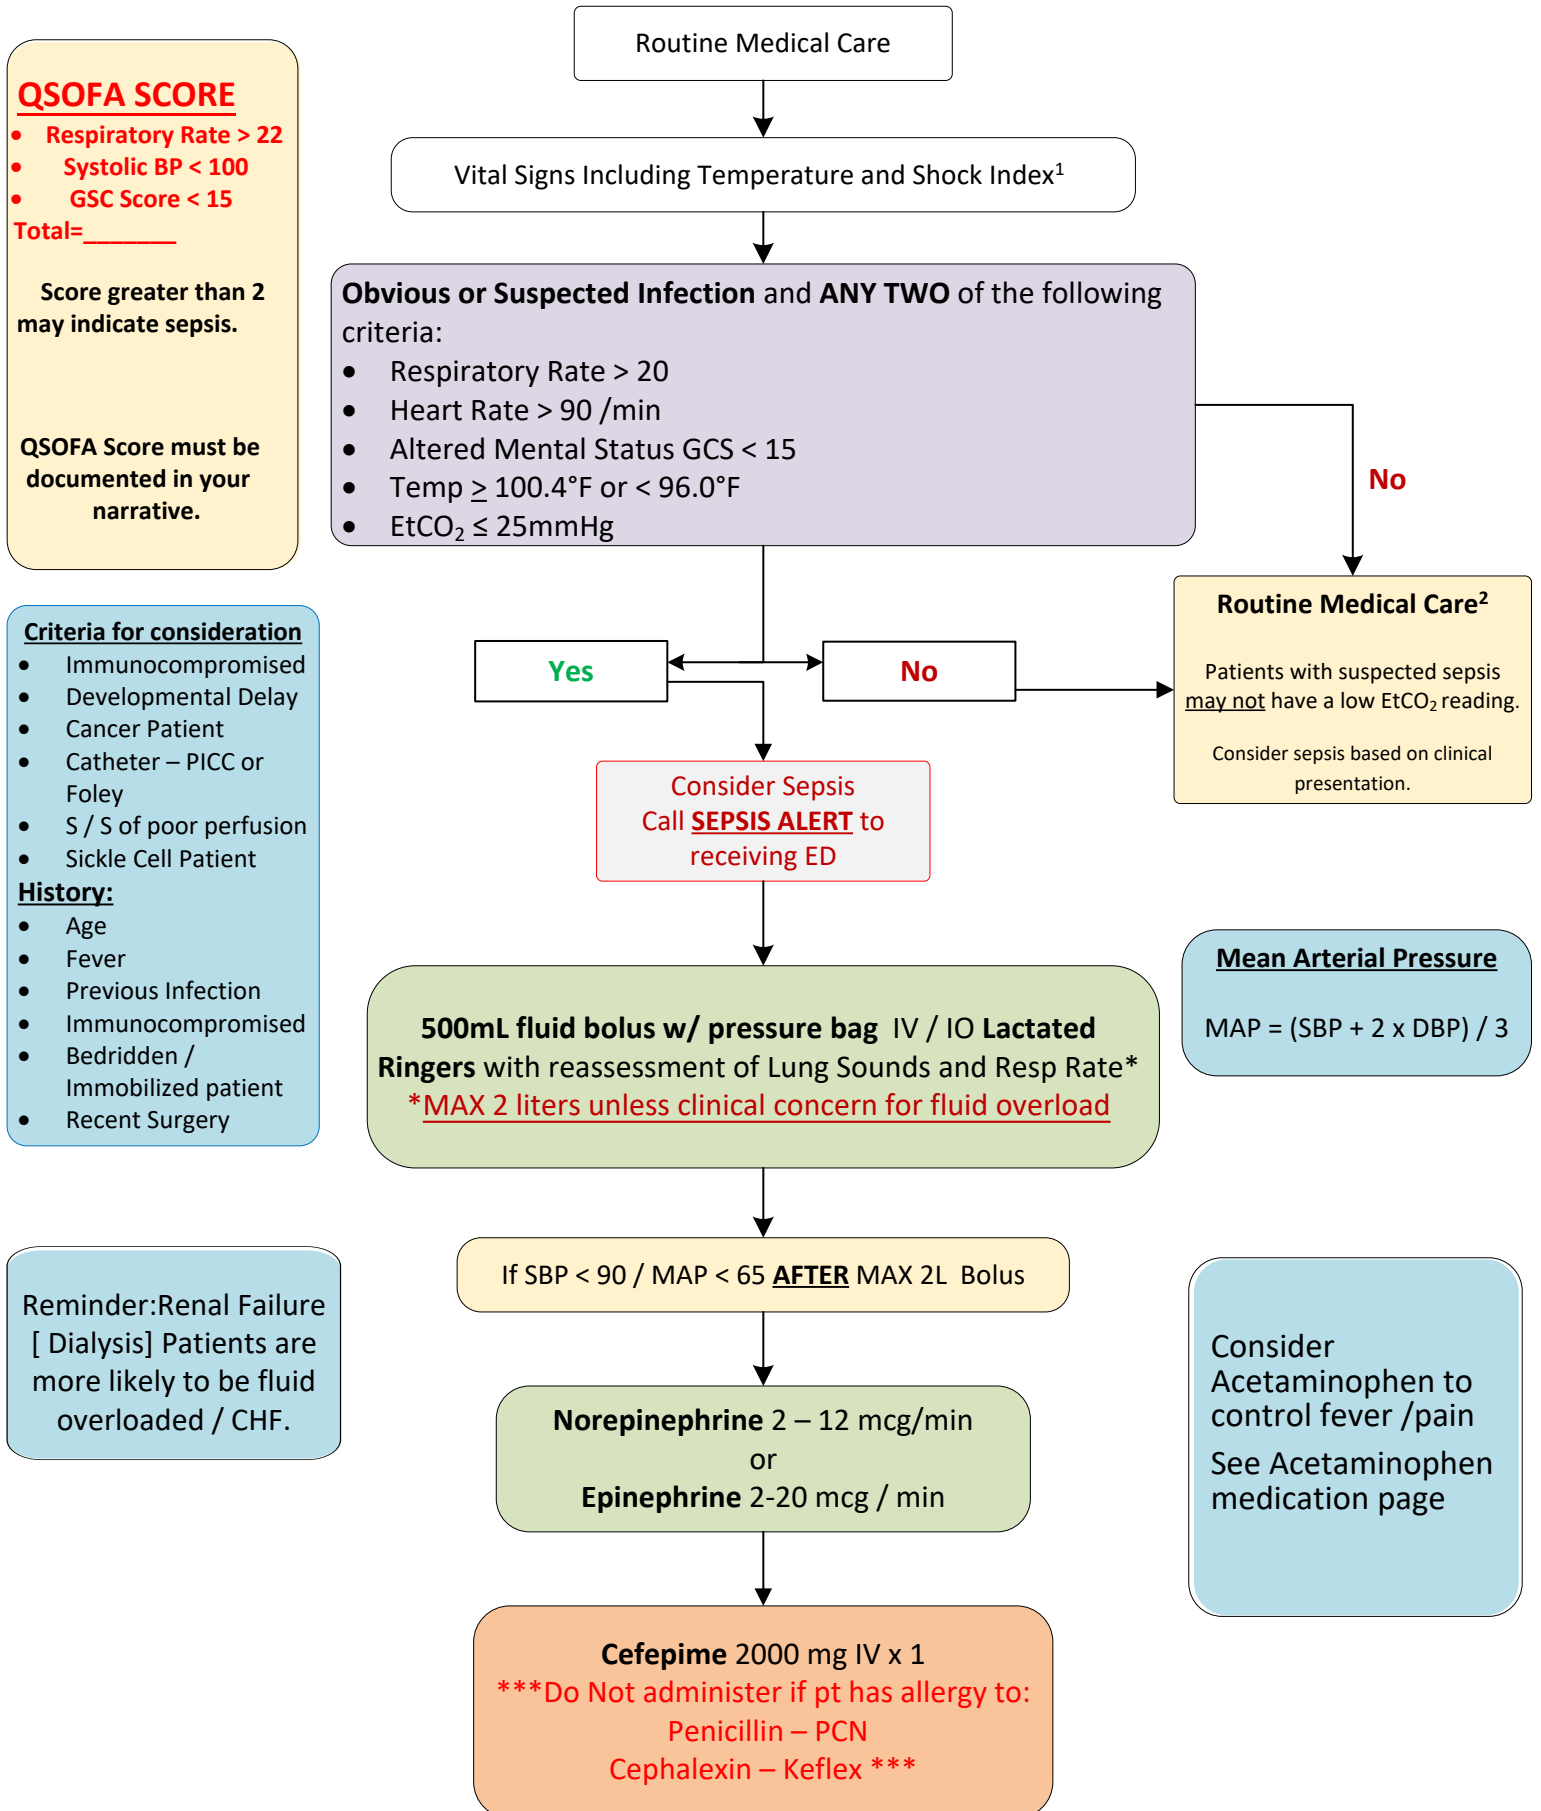 Routine Medical Care
QSOFA SCORE
• Respiratory Rate > 22
• Systolic BP < 100
• GSC Score < 15
Total=_______
Score greater than 2
may indicate sepsis.
QSOFA Score must be
documented in your
narrative.
Vital Signs Including Temperature and Shock Index¹
Obvious or Suspected Infection and ANY TWO of the following
criteria:
• Respiratory Rate > 20
• Heart Rate > 90 /min
• Altered Mental Status GCS < 15
• Temp ≥ 100.4°F or < 96.0°F
• EtCO₂ ≤ 25mmHg
No
Routine Medical Care²
Patients with suspected sepsis
may not have a low EtCO₂ reading.
Consider sepsis based on clinical
presentation.
Yes
No
Criteria for consideration
• Immunocompromised
• Developmental Delay
• Cancer Patient
• Catheter – PICC or
Foley
• S / S of poor perfusion
• Sickle Cell Patient
History:
• Age
• Fever
• Previous Infection
• Immunocompromised
• Bedridden /
Immobilized patient
• Recent Surgery
Consider Sepsis
Call SEPSIS ALERT to
receiving ED
500mL fluid bolus w/ pressure bag IV / IO Lactated
Ringers with reassessment of Lung Sounds and Resp Rate*
*MAX 2 liters unless clinical concern for fluid overload
Mean Arterial Pressure
MAP = (SBP + 2 x DBP) / 3
If SBP < 90 / MAP < 65 AFTER MAX 2L Bolus
Reminder:Renal Failure
[ Dialysis] Patients are
more likely to be fluid
overloaded / CHF.
Norepinephrine 2 – 12 mcg/min
or
Epinephrine 2-20 mcg / min
Consider
Acetaminophen to
control fever /pain
See Acetaminophen
medication page
Cefepime 2000 mg IV x 1
***Do Not administer if pt has allergy to:
Penicillin – PCN
Cephalexin – Keflex ***